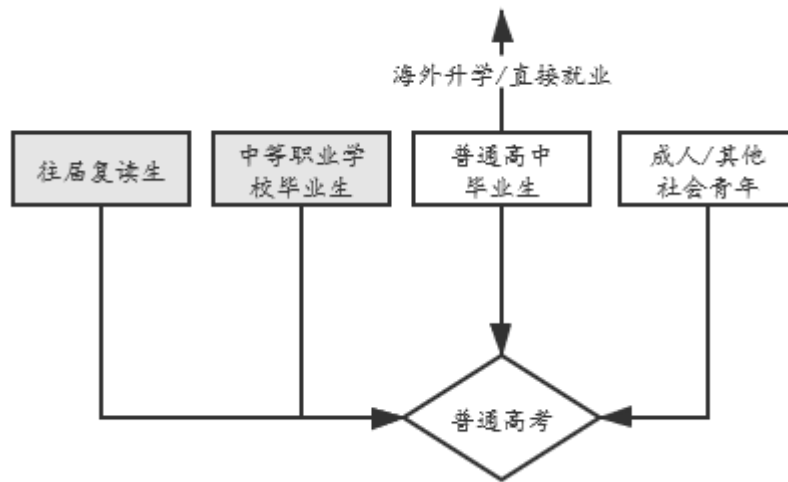 海外升学/直接就业
往届复读生
中等职业学
校毕业生
普通高中
毕业生
成人/其他
社会青年
普通高考